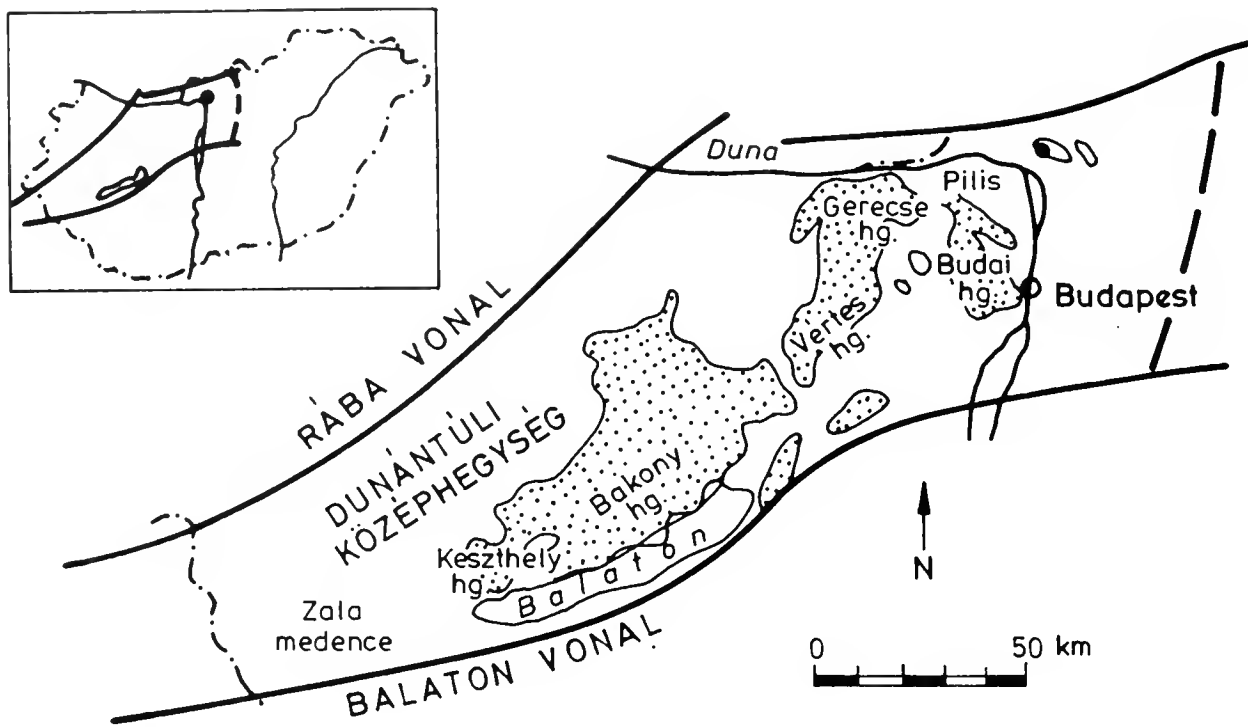 Duna
Pilis
Gerecse
hg.
Budai
hg.
Budapest
Vértes
hg.
RÁBA VONAL
DUNÁNTÚLI
KÖZÉPHEGYSÉG
Bakony
hg.
Keszthely
hg.
Balaton
Zala
medence
BALATON VONAL
N
0 50 km